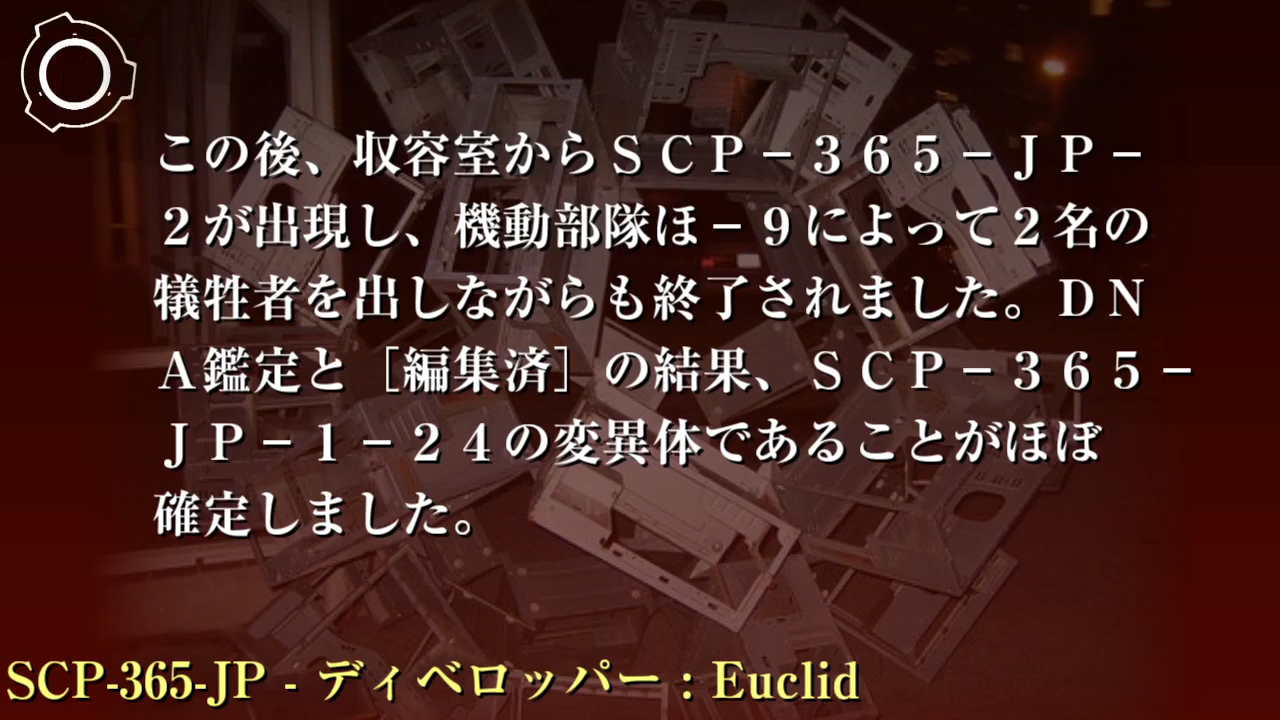 この後、収容室からＳＣＰ－３６５－ＪＰ－
２が出現し、機動部隊ほ－９によって２名の
犠牲者を出しながらも終了されました。ＤＮ
Ａ鑑定と［編集済］の結果、ＳＣＰ－３６５－
ＪＰ－１－２４の変異体であることがほぼ
確定しました。
SCP-365-JP - ディベロッパー : Euclid